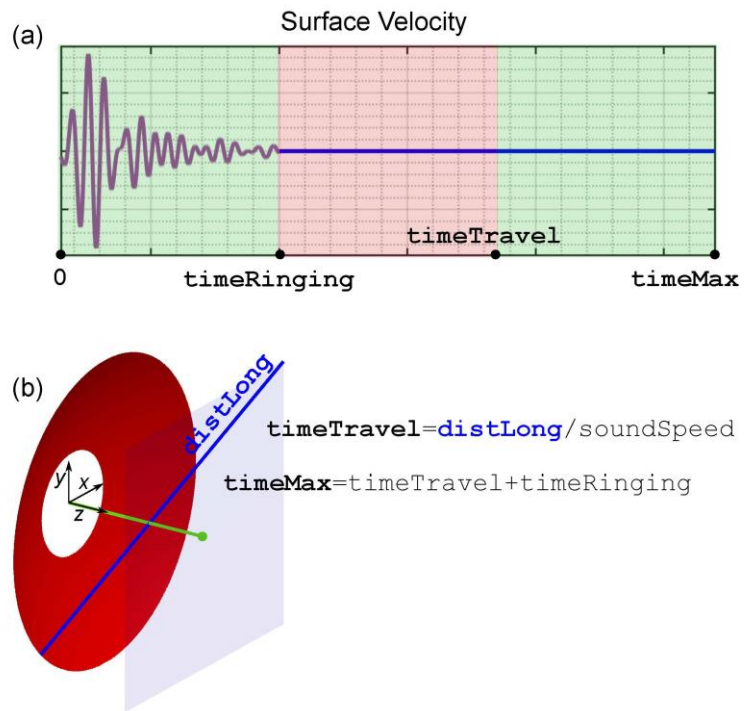 Surface Velocity
(a)
timeTravel
0 timeRinging timeMax
(b)
distLong
timeTravel=distLong/soundSpeed
y x
timeMax=timeTravel+timeRinging
z